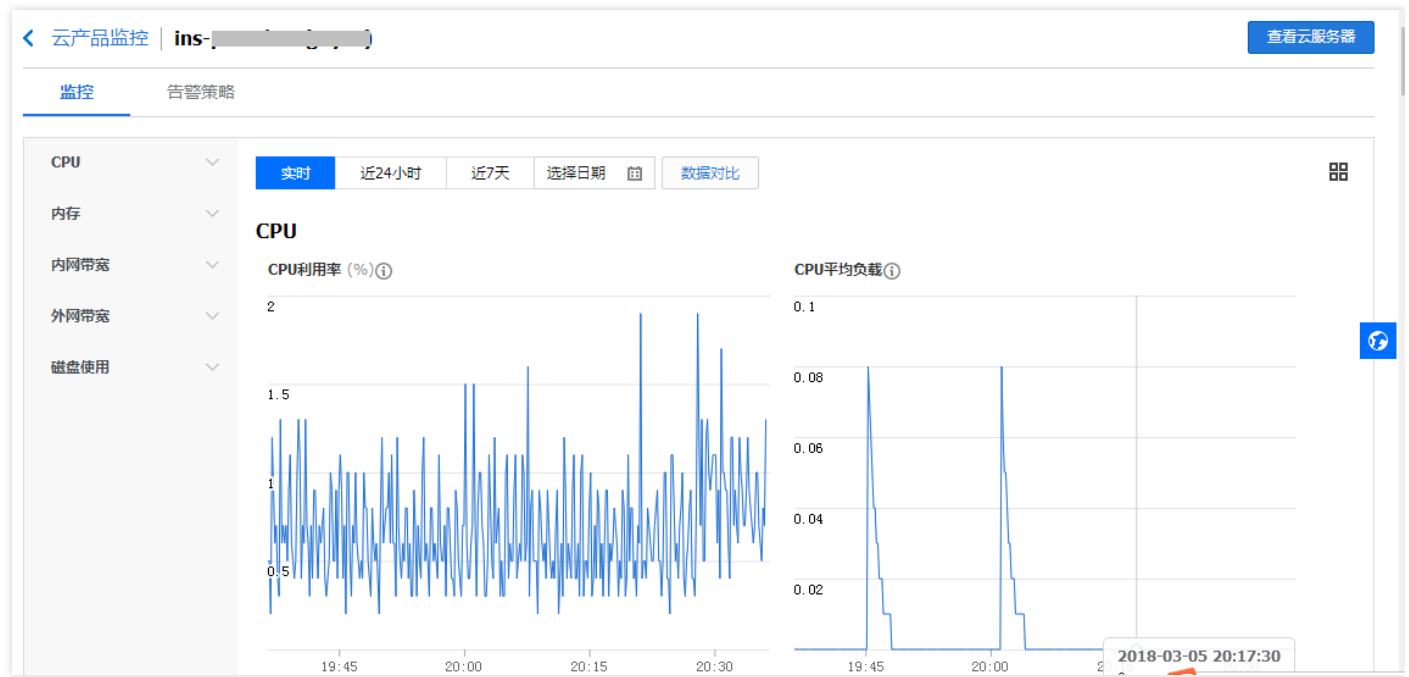 云产品监控 ins-
查看云服务器
监控 告警策略
CPU
内存
内网带宽
外网带宽
磁盘使用
实时 近24小时 近7天 选择日期 数据对比
CPU
CPU利用率 (%)
2
1.5
1
0.5
19:45 20:00 20:15 20:30
CPU平均负载
0.1
0.08
0.06
0.04
0.02
19:45 20:00
2018-03-05 20:17:30